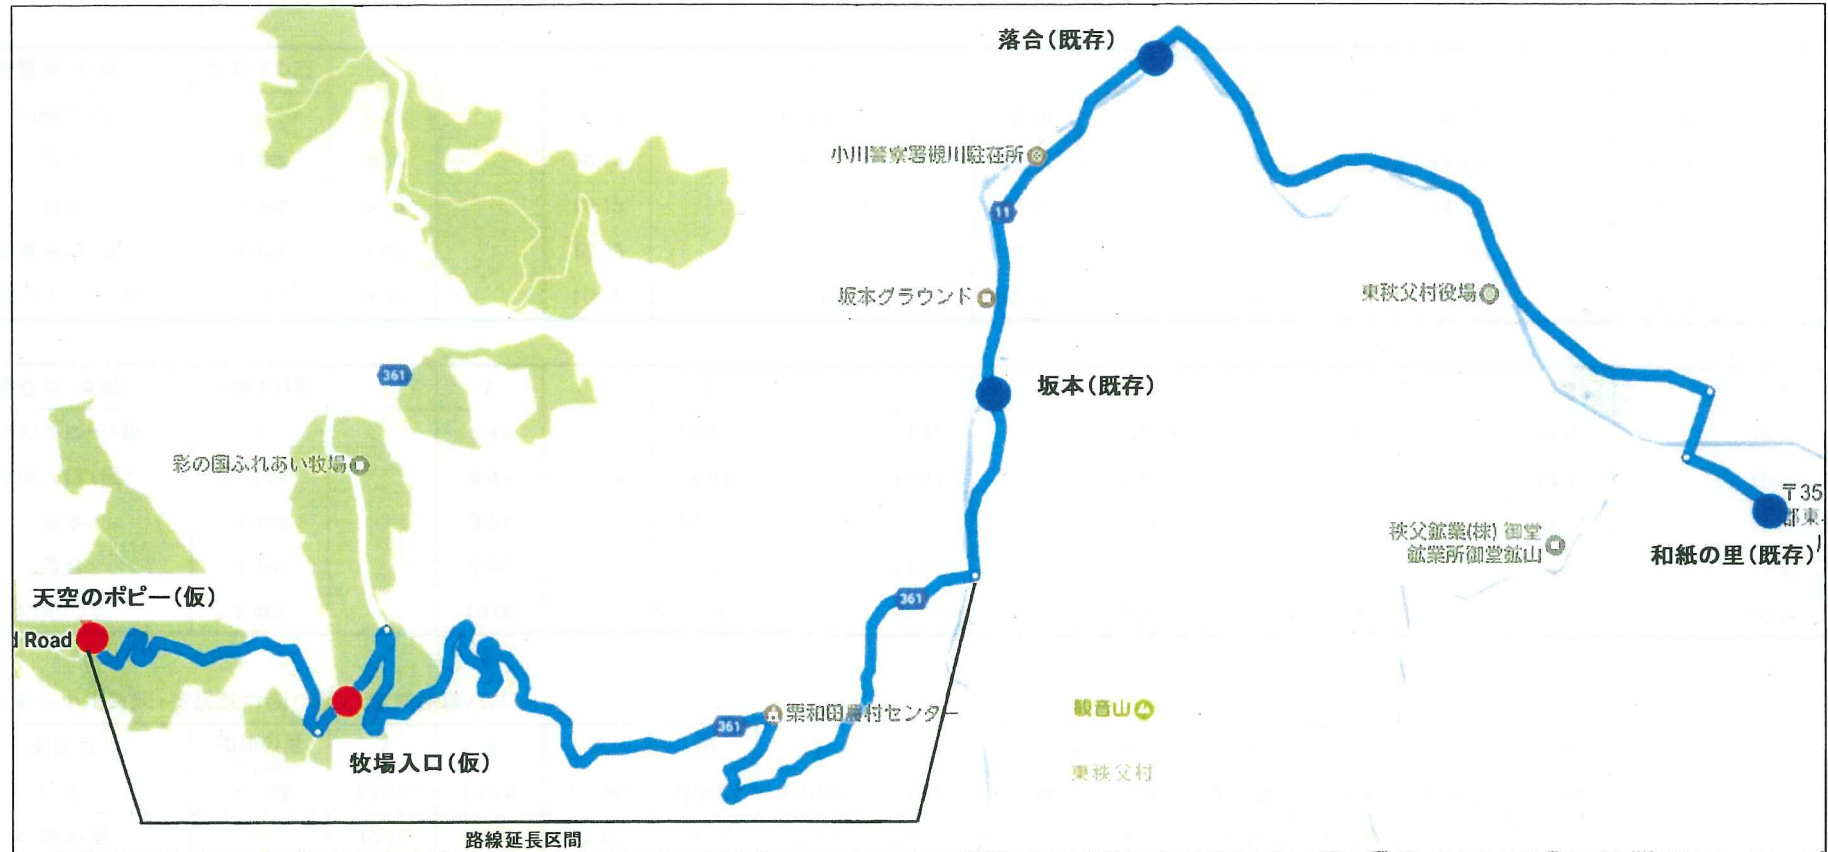 落合（既存）
小川警察署槻川駐在所
11
坂本グラウンド
東秩父村役場
361
坂本（既存）
彩の国ふれあい牧場
〒35
郡東
秩父鉱業(株) 御堂
鉱業所御堂鉱山
和紙の里（既存）
天空のポピー（仮）
361
d Road
361
栗和田農村センター
観音山
牧場入口（仮）
東秩父村
路線延長区間